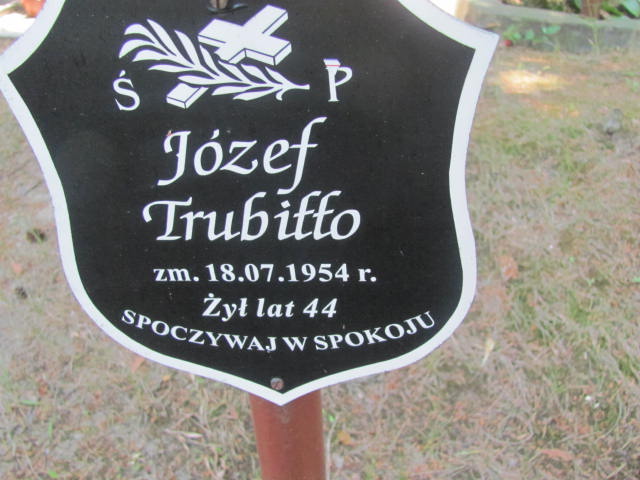 Ś P
Józef
Trubiłło
zm. 18.07.1954 r.
Żył lat 44
SPOCZYWAJ W SPOKOJU